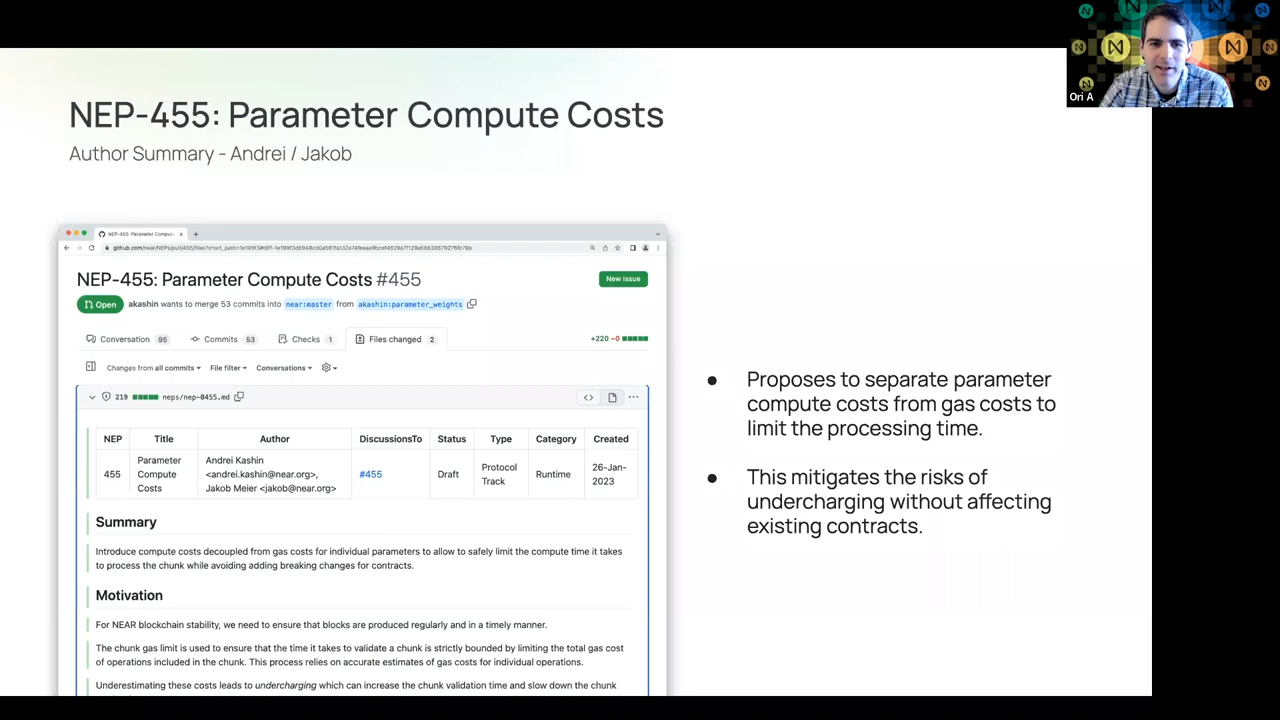 Ori A
NEP-455: Parameter Compute Costs
Author Summary - Andrei / Jakob
NEP-455: Parameter Compu
NEP-455: Parameter Compute Costs #455
New issue
Open
akashin wants to merge 53 commits into near:master from akashin:parameter_weights
Conversation 95
Commits 53
Checks 1
Files changed 2
+220 −0
Changes from all commits
File filter
Conversations
219 neps/nep-0455.md
NEP Title Author DiscussionsTo Status Type Category Created
455 Parameter Compute Costs Andrei Kashin <andrei.kashin@near.org>, Jakob Meier <jakob@near.org> #455 Draft Protocol Track Runtime 26-Jan-2023
Summary
Introduce compute costs decoupled from gas costs for individual parameters to allow to safely limit the compute time it takes
to process the chunk while avoiding adding breaking changes for contracts.
Motivation
For NEAR blockchain stability, we need to ensure that blocks are produced regularly and in a timely manner.
The chunk gas limit is used to ensure that the time it takes to validate a chunk is strictly bounded by limiting the total gas cost
of operations included in the chunk. This process relies on accurate estimates of gas costs for individual operations.
Underestimating these costs leads to undercharging which can increase the chunk validation time and slow down the chunk
● Proposes to separate parameter
compute costs from gas costs to
limit the processing time.
● This mitigates the risks of
undercharging without affecting
existing contracts.